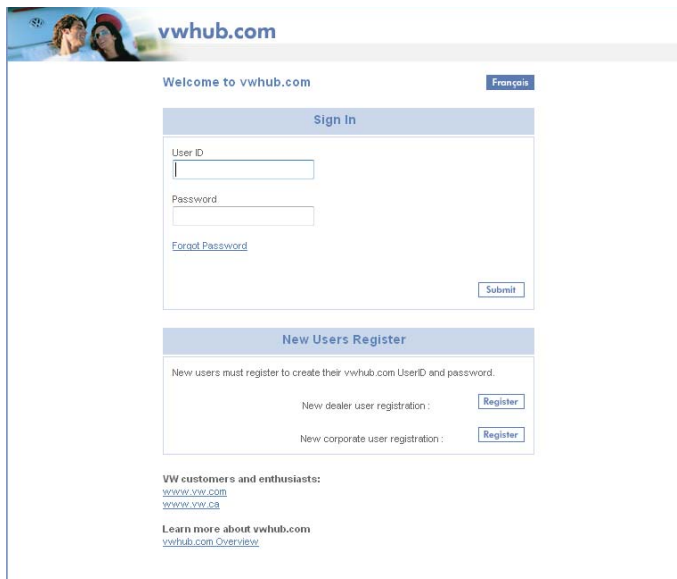 vwhub.com
Welcome to vwhub.com
Français
Sign In
User ID
Password
Forgot Password
Submit
New Users Register
New users must register to create their vwhub.com UserID and password.
New dealer user registration : Register
New corporate user registration : Register
VW customers and enthusiasts:
www.vw.com
www.vw.ca
Learn more about vwhub.com
vwhub.com Overview